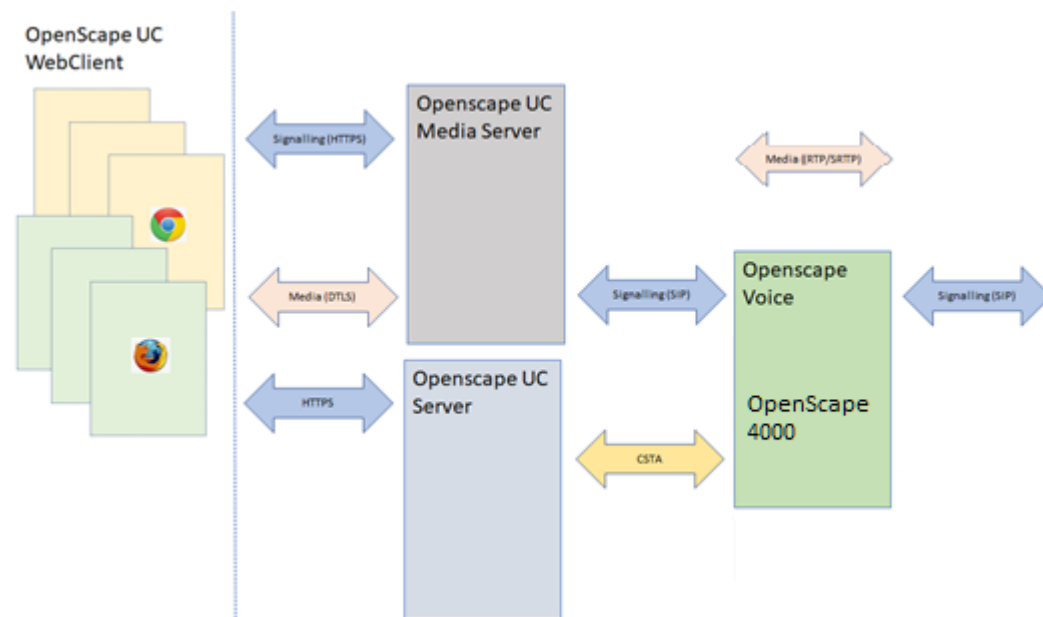 OpenScape UC
WebClient
Openscape UC
Media Server
Signalling (HTTPS)
Media ((RTP/SRTP)
Openscape
Voice
Media (DTLS)
Signalling (SIP)
Signalling (SIP)
Openscape UC
Server
HTTPS
OpenScape
4000
CSTA